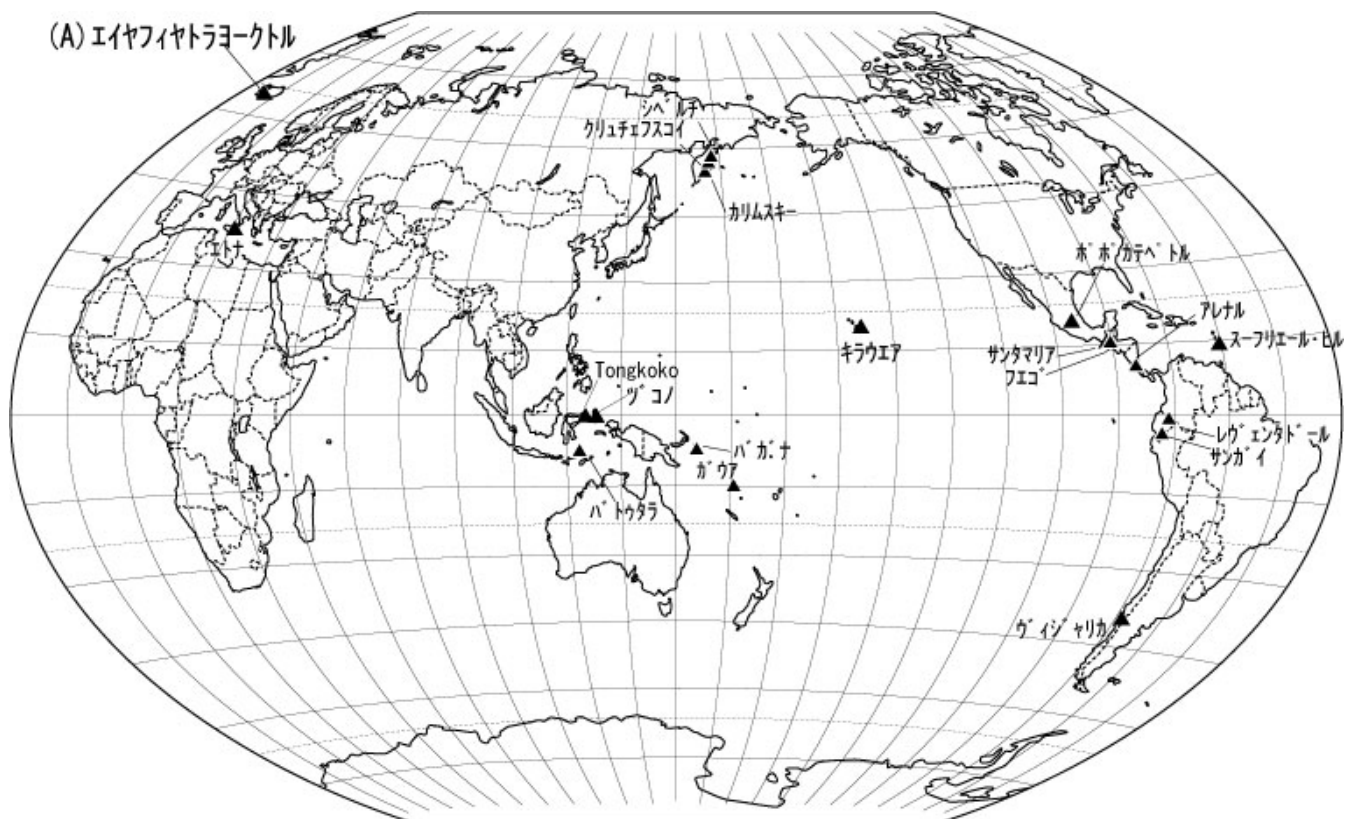 (A) エイヤフィヤトラヨークトル
シベルチ
クリュチェフスコイ
カリムスキー
エトナ
ポポカテペトル
アレナル
スーフリエール・ヒル
キラウエア
サンタマリア
フエゴ
Tongkoko
ヅコノ
レヴェンタドール
サンガイ
バガナ
ガウア
バトゥタラ
ヴィジャリカ